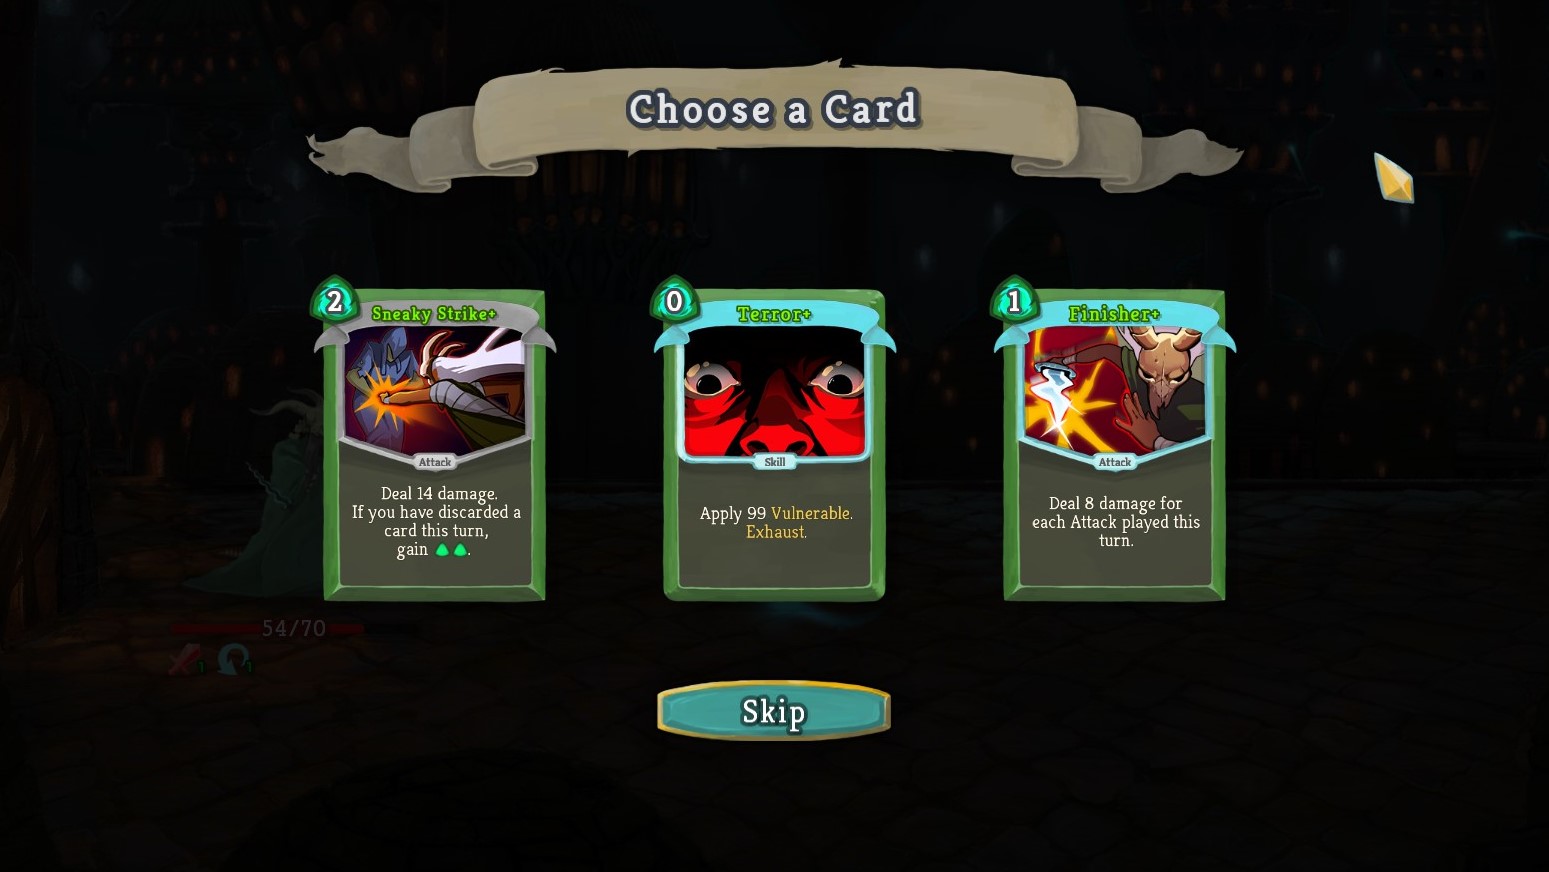 Choose a Card
2
Sneaky Strike+
Attack
Deal 14 damage.
If you have discarded a
card this turn,
gain .
0
Terror+
Skill
Apply 99 Vulnerable.
Exhaust.
1
Finisher+
Attack
Deal 8 damage for
each Attack played this
turn.
54/70
1
1
Skip